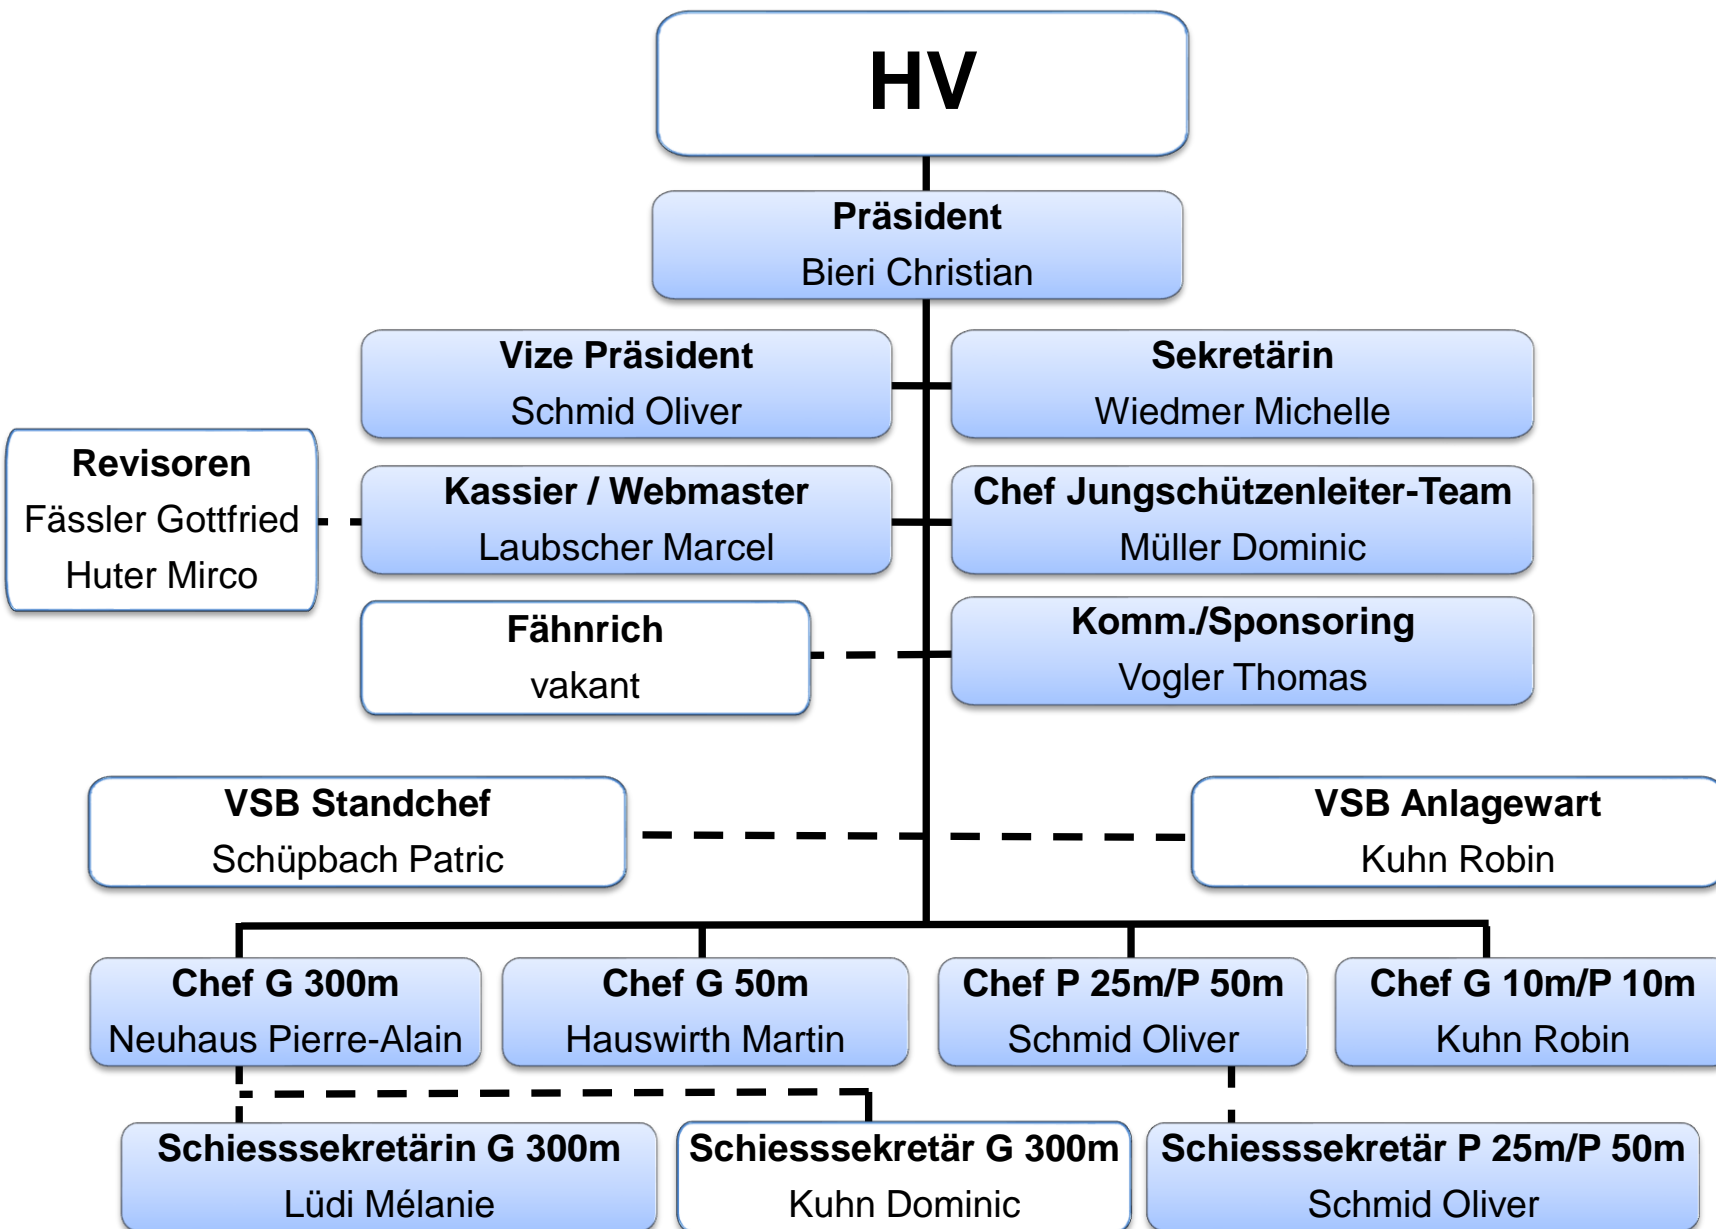 HV
Präsident
Bieri Christian
Vize Präsident
Schmid Oliver
Sekretärin
Wiedmer Michelle
Revisoren
Fässler Gottfried
Huter Mirco
Kassier / Webmaster
Laubscher Marcel
Chef Jungschützenleiter-Team
Müller Dominic
Fähnrich
vakant
Komm./Sponsoring
Vogler Thomas
VSB Standchef
Schüpbach Patric
VSB Anlagewart
Kuhn Robin
Chef G 300m
Neuhaus Pierre-Alain
Chef G 50m
Hauswirth Martin
Chef P 25m/P 50m
Schmid Oliver
Chef G 10m/P 10m
Kuhn Robin
Schiesssekretärin G 300m
Lüdi Mélanie
Schiesssekretär G 300m
Kuhn Dominic
Schiesssekretär P 25m/P 50m
Schmid Oliver